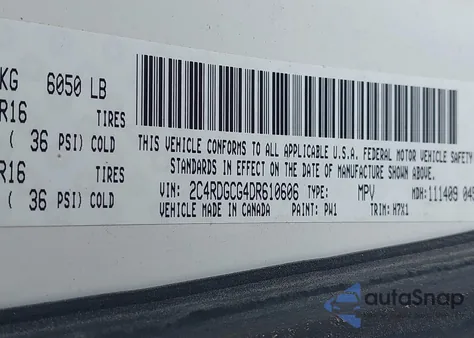 KG 6050 LB
R16 TIRES
( 36 PSI) COLD
R16 TIRES
( 36 PSI) COLD
THIS VEHICLE CONFORMS TO ALL APPLICABLE U.S.A. FEDERAL MOTOR VEHICLE SAFETY
STANDARDS IN EFFECT ON THE DATE OF MANUFACTURE SHOWN ABOVE.
VIN: 2C4RDGCG4DR610606 TYPE: MPV MDH: 111409 
VEHICLE MADE IN CANADA PAINT: PW1 TRIM: H7X1
autoSnap